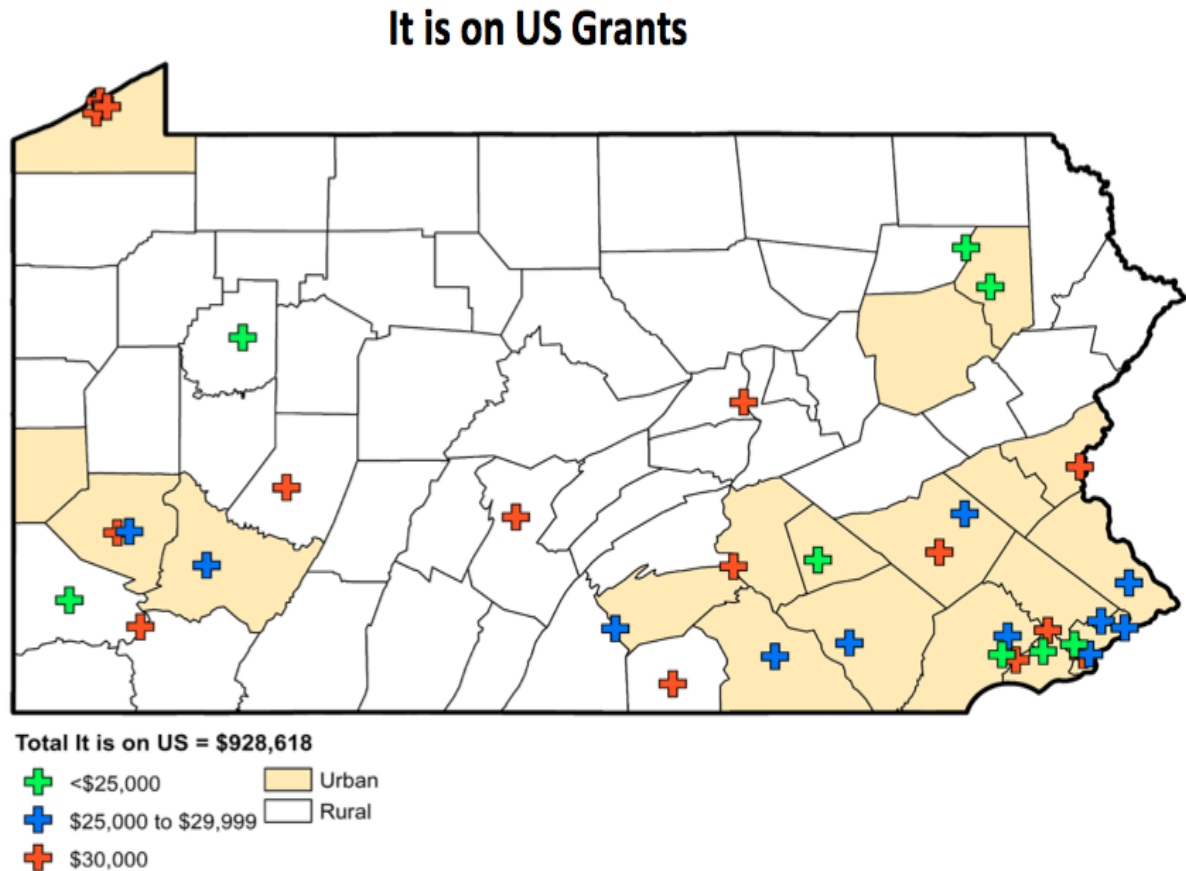 It is on US Grants
Total It is on US = $928,618
<$25,000
Urban
$25,000 to $29,999
Rural
$30,000